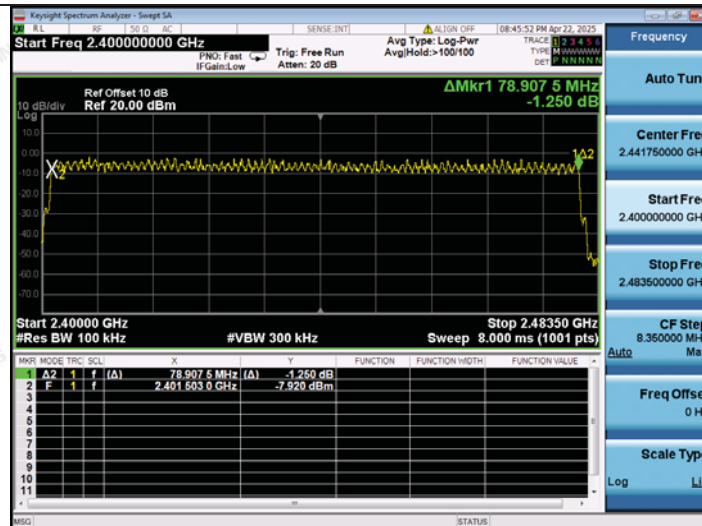 Keysight Spectrum Analyzer - Swept SA
RL RF 50 Ω AC SENSE:INT ALIGN OFF 08:45:52 PM Apr 22, 2025
Start Freq 2.400000000 GHz
PNO: Fast
IFGain:Low
Trig: Free Run
Atten: 20 dB
Avg Type: Log-Pwr
Avg|Hold:>100/100
TRACE 1 2 3 4 5 6
TYPE M WWWWW
DET P N N N N N
Ref Offset 10 dB
10 dB/div Ref 20.00 dBm
Log
ΔMkr1 78.907 5 MHz
-1.250 dB
10.0
0.00
-10.0
-20.0
-30.0
-40.0
-50.0
-60.0
-70.0
2
1Δ2
Start 2.40000 GHz Stop 2.48350 GHz
#Res BW 100 kHz #VBW 300 kHz Sweep 8.000 ms (1001 pts)
MKR MODE TRC SCL X Y FUNCTION FUNCTION WIDTH FUNCTION VALUE
1 Δ2 1 f (Δ) 78.907 5 MHz (Δ) -1.250 dB
2 F 1 f 2.401 503 0 GHz -7.920 dBm
3
4
5
6
7
8
9
10
11
MSG STATUS
Frequency
Auto Tun
Center Fre
2.441750000 GH
Start Fre
2.400000000 GH
Stop Fre
2.483500000 GH
CF Step
8.350000 MH
Auto Ma
Freq Offse
0 H
Scale Type
Log Li